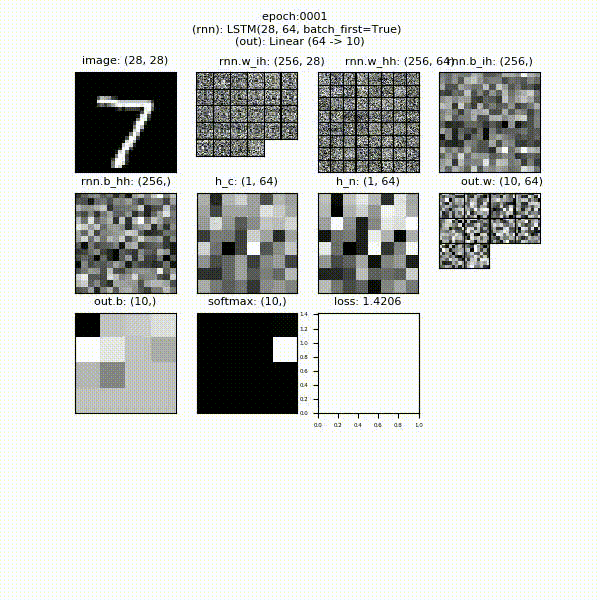 epoch:0001
(rnn): LSTM(28, 64, batch_first=True)
(out): Linear (64 -> 10)
image: (28, 28)
rnn.w_ih: (256, 28)
rnn.w_hh: (256, 64)
rnn.b_ih: (256,)
7
rnn.b_hh: (256,)
h_c: (1, 64)
h_n: (1, 64)
out.w: (10, 64)
out.b: (10,)
softmax: (10,)
loss: 1.4206
1.4
1.2
1.0
0.8
0.6
0.4
0.2
0.0
0.0 0.2 0.4 0.6 0.8 1.0